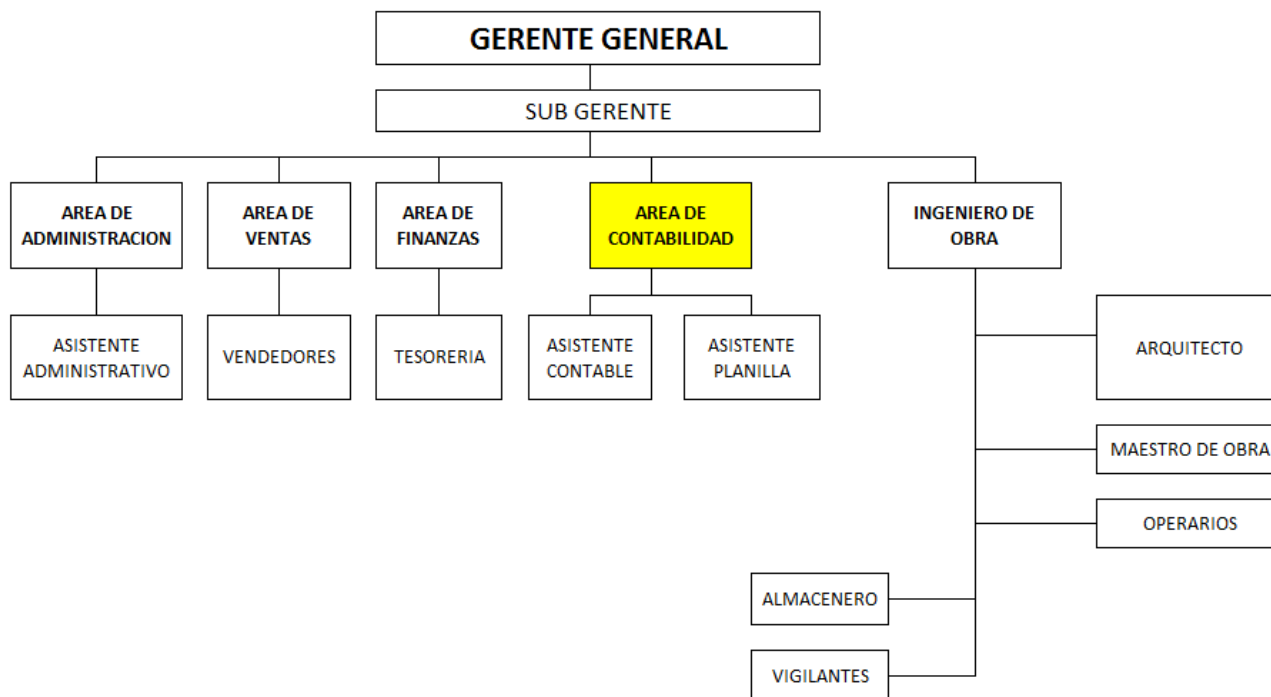 GERENTE GENERAL
SUB GERENTE
AREA DE
ADMINISTRACION
AREA DE
VENTAS
AREA DE
FINANZAS
AREA DE
CONTABILIDAD
INGENIERO DE
OBRA
ASISTENTE
ADMINISTRATIVO
VENDEDORES
TESORERIA
ASISTENTE
CONTABLE
ASISTENTE
PLANILLA
ARQUITECTO
MAESTRO DE OBRA
OPERARIOS
ALMACENERO
VIGILANTES